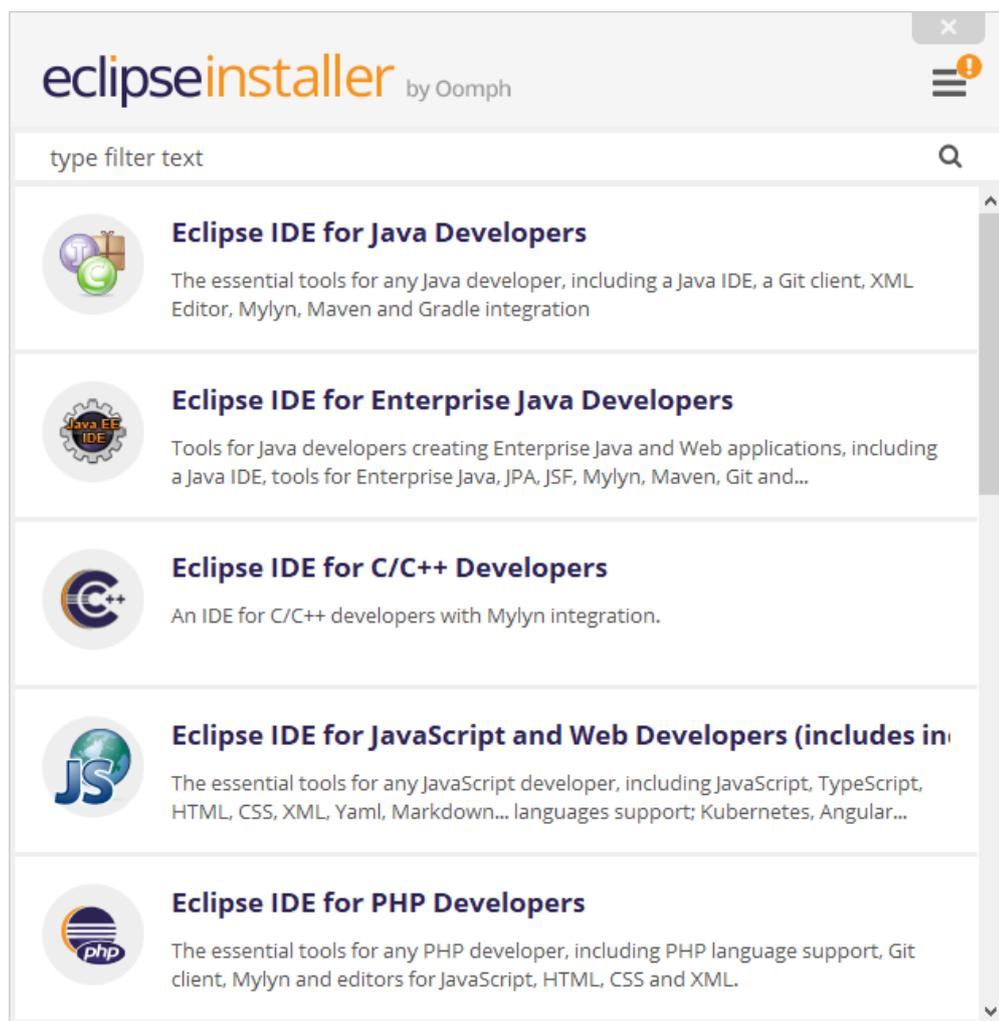 eclipseinstaller by Oomph
type filter text
Eclipse IDE for Java Developers
The essential tools for any Java developer, including a Java IDE, a Git client, XML
Editor, Mylyn, Maven and Gradle integration
Java EE
IDE
Eclipse IDE for Enterprise Java Developers
Tools for Java developers creating Enterprise Java and Web applications, including
a Java IDE, tools for Enterprise Java, JPA, JSF, Mylyn, Maven, Git and...
C++
Eclipse IDE for C/C++ Developers
An IDE for C/C++ developers with Mylyn integration.
JS
Eclipse IDE for JavaScript and Web Developers (includes in
The essential tools for any JavaScript developer, including JavaScript, TypeScript,
HTML, CSS, XML, Yaml, Markdown... languages support; Kubernetes, Angular...
php
Eclipse IDE for PHP Developers
The essential tools for any PHP developer, including PHP language support, Git
client, Mylyn and editors for JavaScript, HTML, CSS and XML.